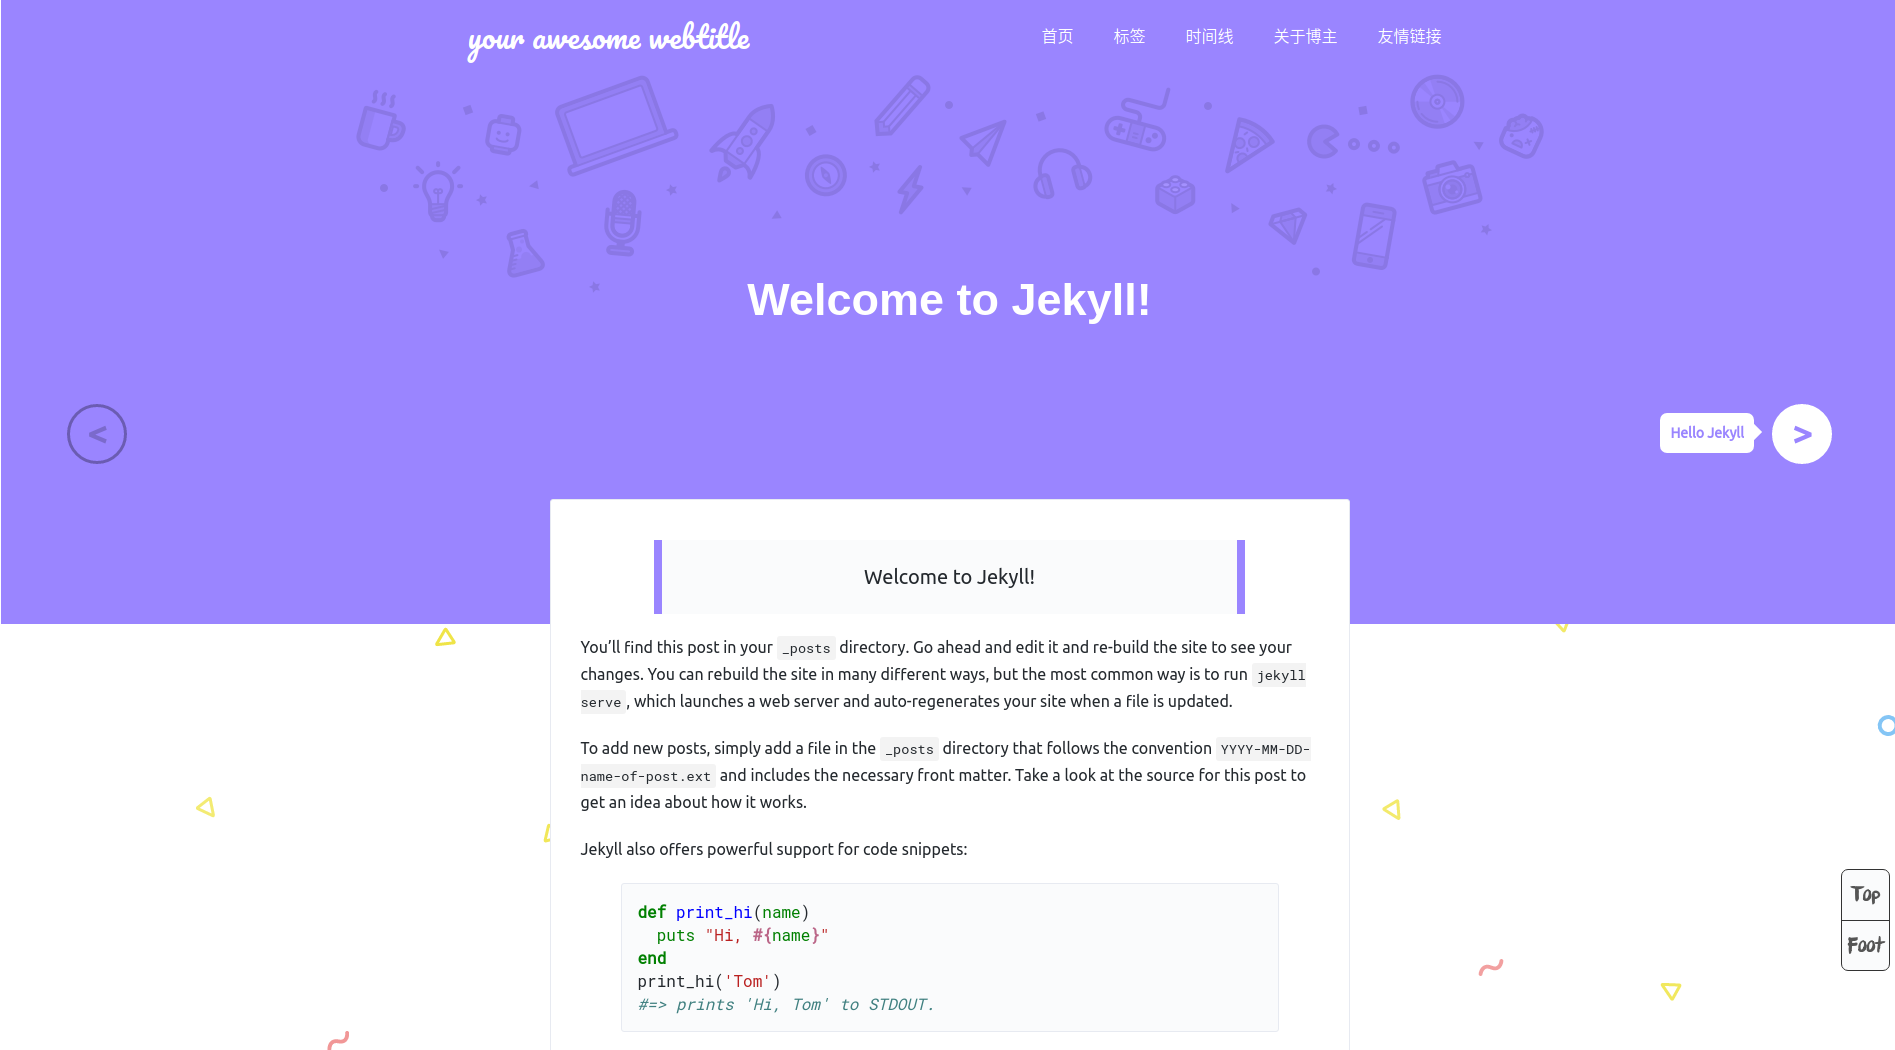 your awesome webtitle
首页 标签 时间线 关于博主 友情链接
Welcome to Jekyll!
<
Hello Jekyll
>
Welcome to Jekyll!
You’ll find this post in your _posts directory. Go ahead and edit it and re-build the site to see your
changes. You can rebuild the site in many different ways, but the most common way is to run jekyll
serve , which launches a web server and auto-regenerates your site when a file is updated.
To add new posts, simply add a file in the _posts directory that follows the convention YYYY-MM-DD-
name-of-post.ext and includes the necessary front matter. Take a look at the source for this post to
get an idea about how it works.
Jekyll also offers powerful support for code snippets:
def print_hi(name)
  puts "Hi, #{name}"
end
print_hi('Tom')
#=> prints 'Hi, Tom' to STDOUT.
Top
Foot